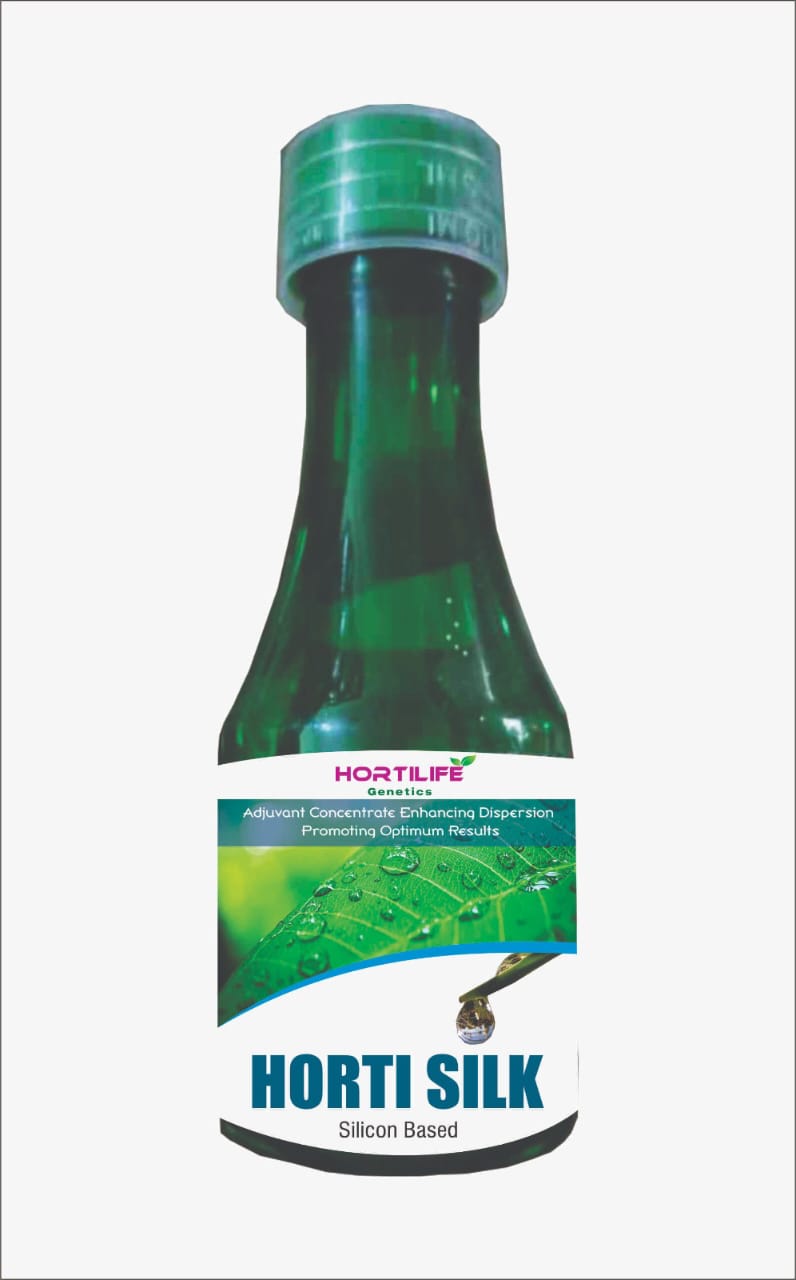 HORTILIFE
Genetics
Adjuvant Concentrate Enhancing Dispersion
Promoting Optimum Results
HORTI SILK
Silicon Based